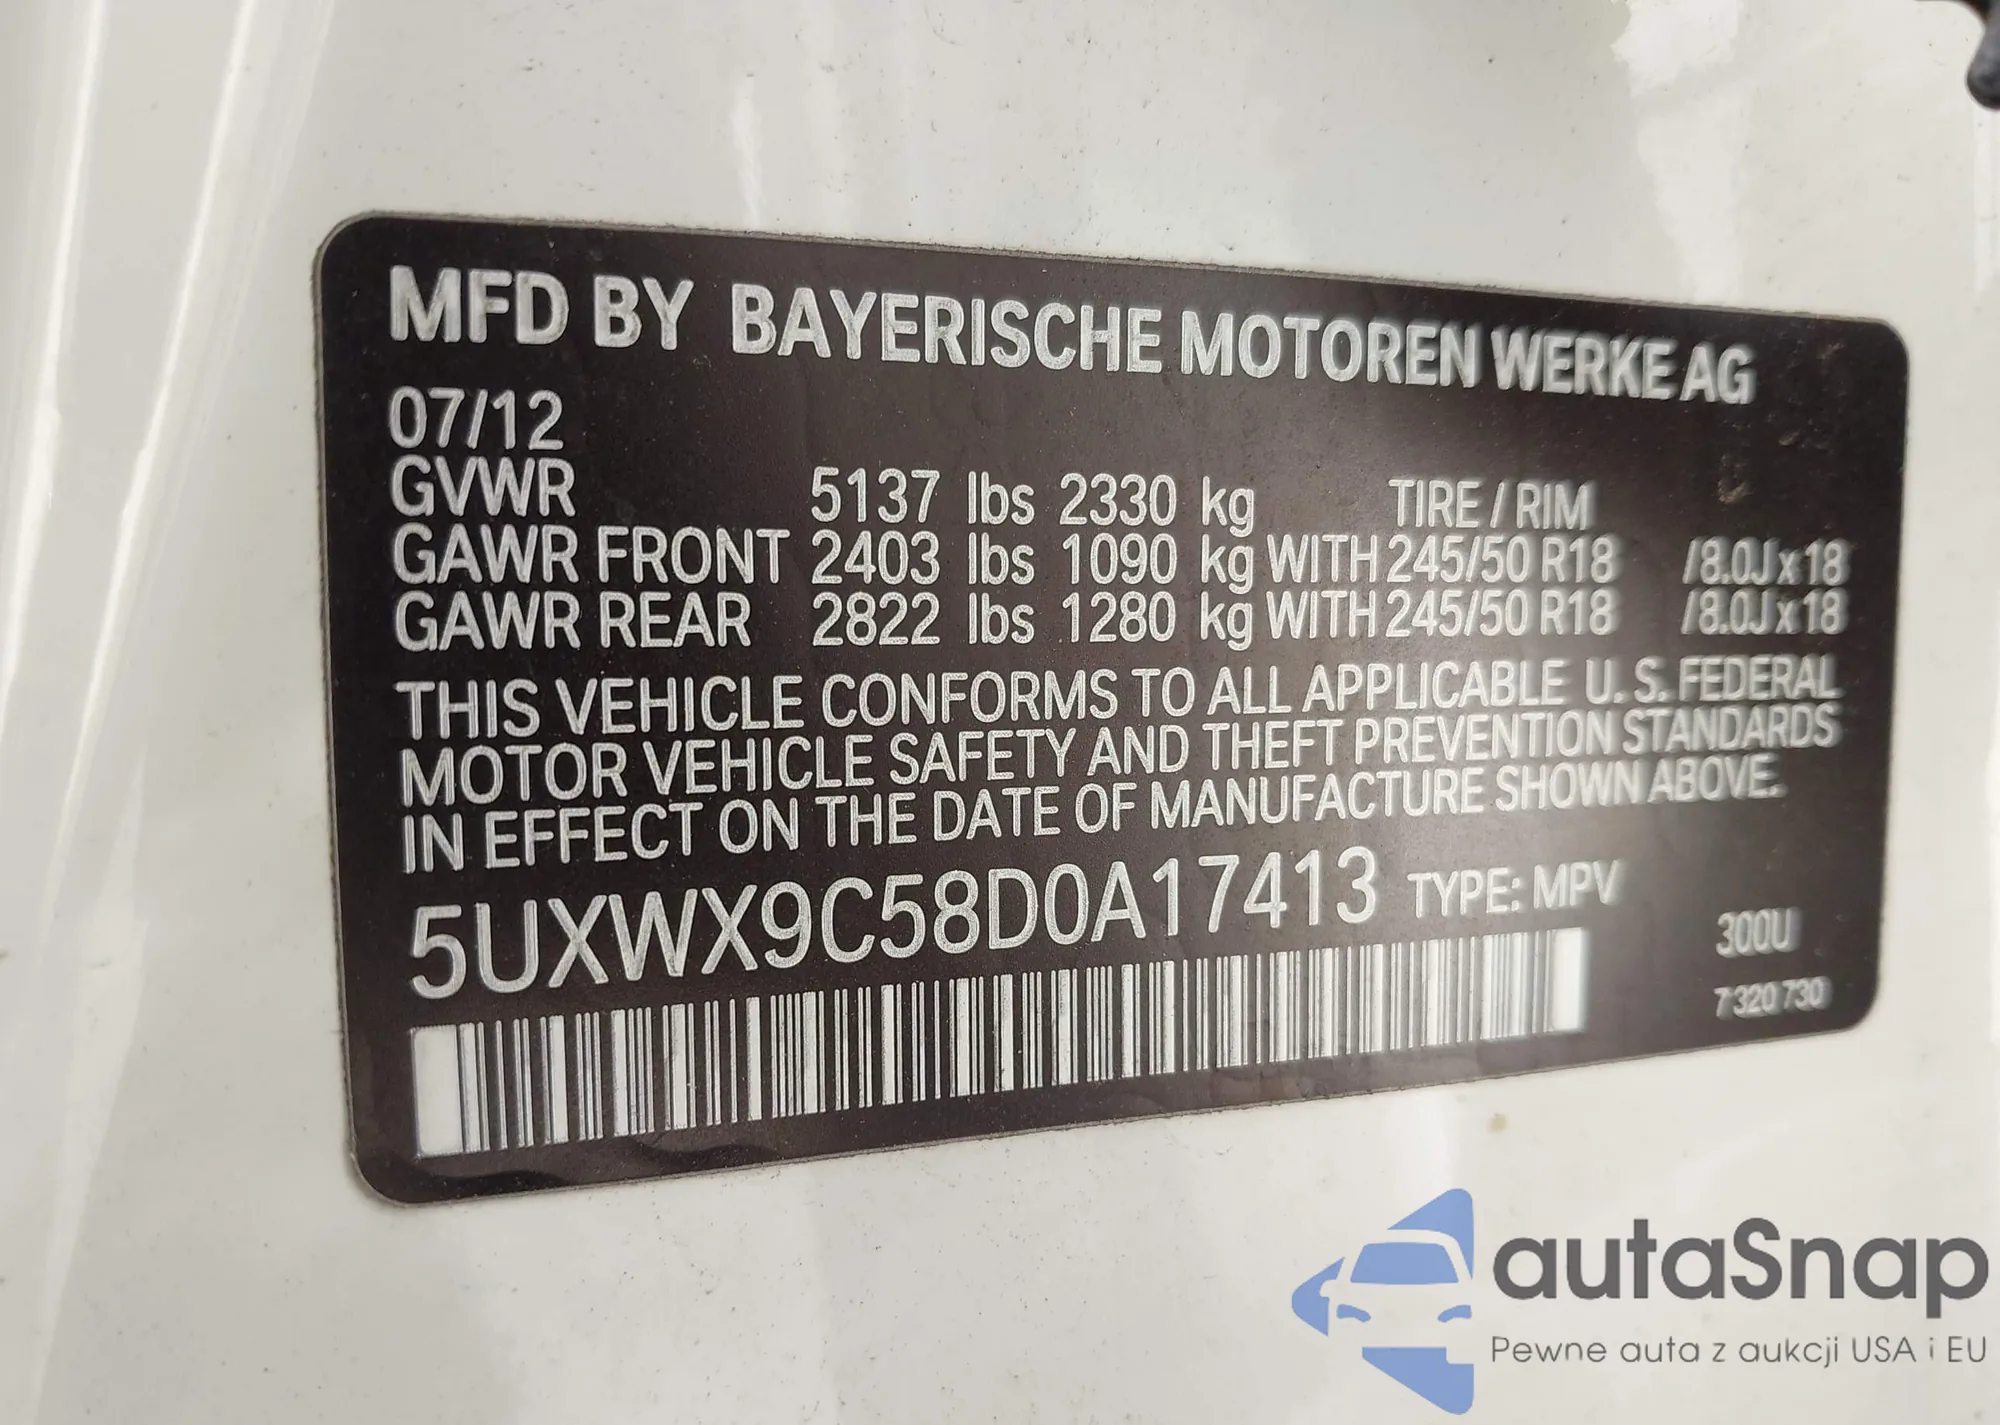 MFD BY BAYERISCHE MOTOREN WERKE AG
07/12
GVWR 5137 lbs 2330 kg TIRE / RIM
GAWR FRONT 2403 lbs 1090 kg WITH 245/50 R18 /8.0J x 18
GAWR REAR 2822 lbs 1280 kg WITH 245/50 R18 /8.0J x 18
THIS VEHICLE CONFORMS TO ALL APPLICABLE U. S. FEDERAL
MOTOR VEHICLE SAFETY AND THEFT PREVENTION STANDARDS
IN EFFECT ON THE DATE OF MANUFACTURE SHOWN ABOVE.
5UXWX9C58D0A17413 TYPE: MPV
300U
7 320 730
autaSnap
Pewne auta z aukcji USA i EU